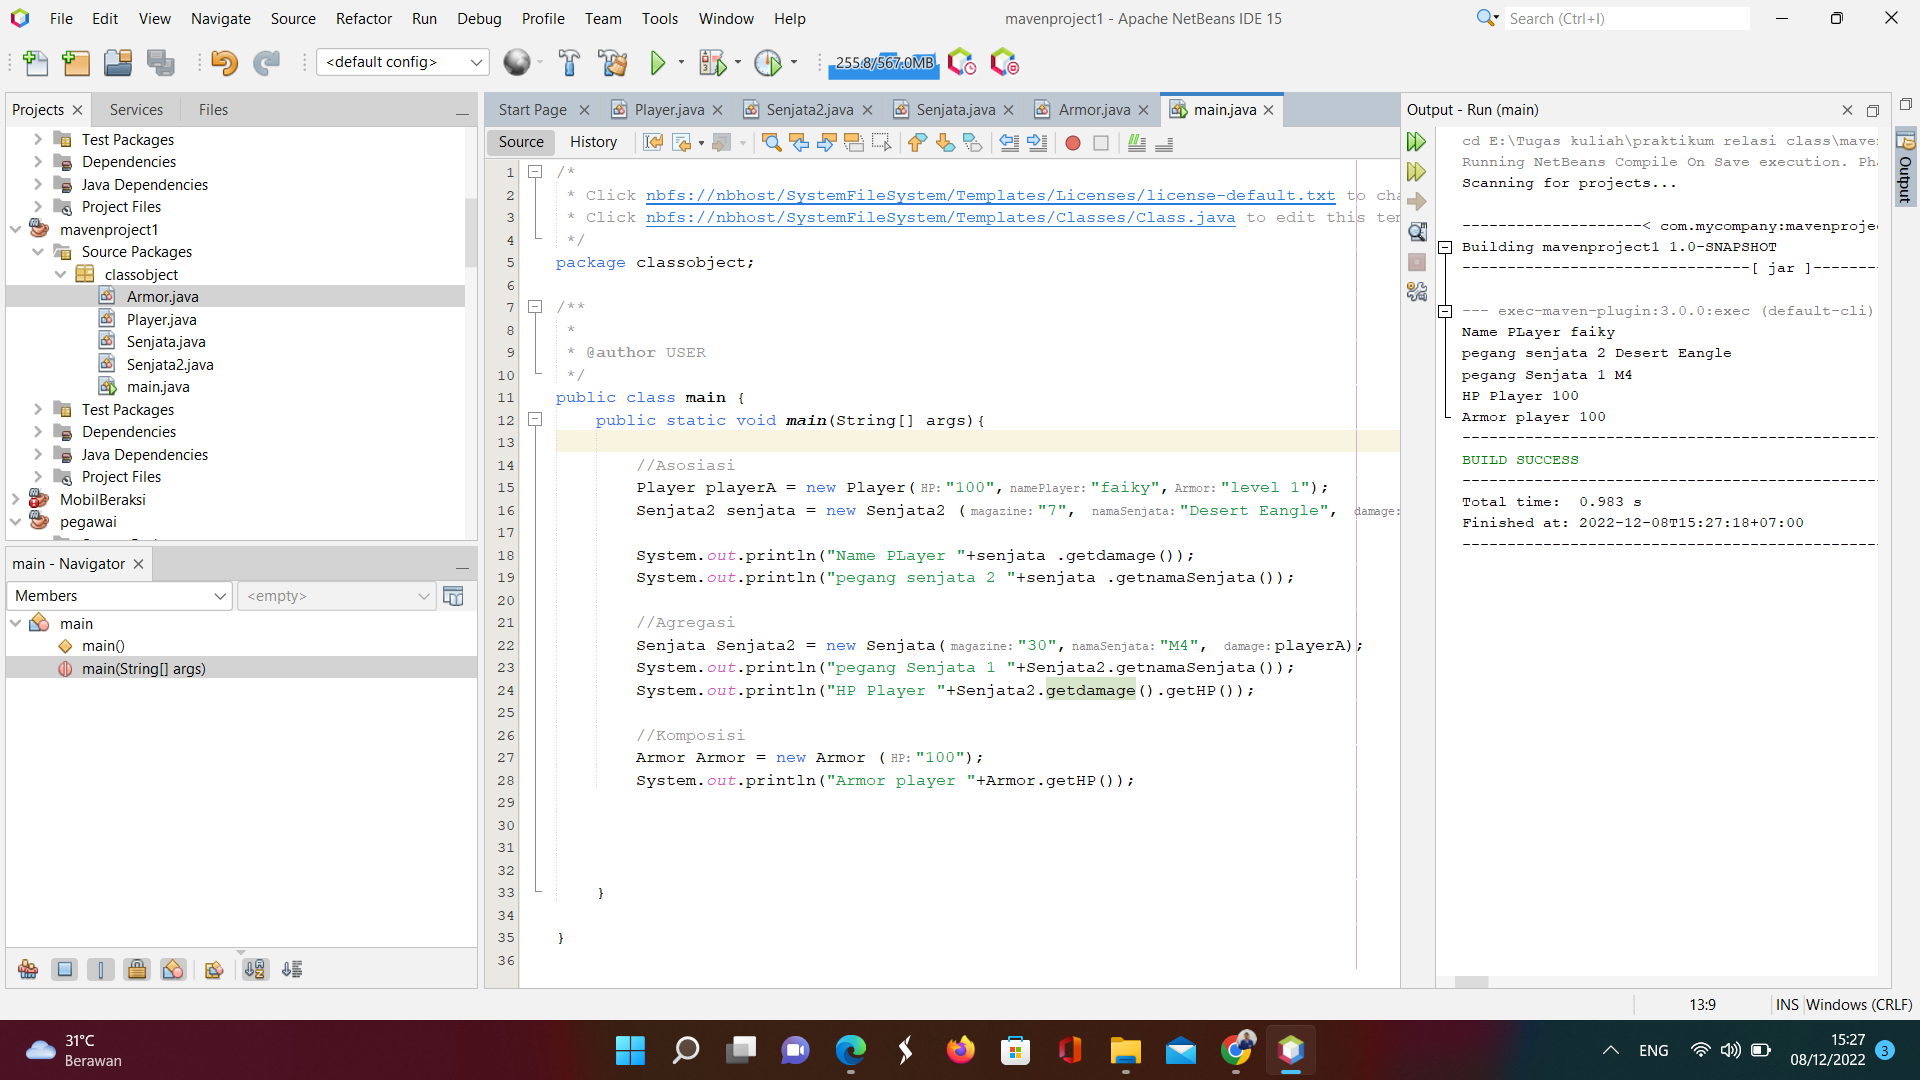 File Edit View Navigate Source Refactor Run Debug Profile Team Tools Window Help
mavenproject1 - Apache NetBeans IDE 15
Search (Ctrl+I)
<default config>
255.8/567.0MB
Projects Services Files
Test Packages
Dependencies
Java Dependencies
Project Files
mavenproject1
Source Packages
classobject
Armor.java
Player.java
Senjata.java
Senjata2.java
main.java
Test Packages
Dependencies
Java Dependencies
Project Files
MobilBeraksi
pegawai
main - Navigator
Members <empty>
main
main()
main(String[] args)
Start Page Player.java Senjata2.java Senjata.java Armor.java main.java
Source History
1 /*
2 * Click nbfs://nbhost/SystemFileSystem/Templates/Licenses/license-default.txt to cha
3 * Click nbfs://nbhost/SystemFileSystem/Templates/Classes/Class.java to edit this tem
4 */
5 package classobject;
6
7 /**
8 *
9 * @author USER
10 */
11 public class main {
12 public static void main(String[] args){
13
14 //Asosiasi
15 Player playerA = new Player( HP: "100", namePlayer: "faiky", Armor: "level 1");
16 Senjata2 senjata = new Senjata2 ( magazine: "7", namaSenjata: "Desert Eangle", damage:
17
18 System.out.println("Name PLayer "+senjata .getdamage());
19 System.out.println("pegang senjata 2 "+senjata .getnamaSenjata());
20
21 //Agregasi
22 Senjata Senjata2 = new Senjata( magazine: "30", namaSenjata: "M4", damage: playerA);
23 System.out.println("pegang Senjata 1 "+Senjata2.getnamaSenjata());
24 System.out.println("HP Player "+Senjata2.getdamage().getHP());
25
26 //Komposisi
27 Armor Armor = new Armor ( HP: "100");
28 System.out.println("Armor player "+Armor.getHP());
29
30
31
32
33 }
34
35 }
36
Output - Run (main)
cd E:\Tugas kuliah\praktikum relasi class\maven
Running NetBeans Compile On Save execution. Pha
Scanning for projects...
--------------------< com.mycompany:mavenprojec
Building mavenproject1 1.0-SNAPSHOT
--------------------------------[ jar ]--------
--- exec-maven-plugin:3.0.0:exec (default-cli)
Name PLayer faiky
pegang senjata 2 Desert Eangle
pegang Senjata 1 M4
HP Player 100
Armor player 100
-----------------------------------------------
BUILD SUCCESS
-----------------------------------------------
Total time: 0.983 s
Finished at: 2022-12-08T15:27:18+07:00
-----------------------------------------------
Output
13:9 INS Windows (CRLF)
31°C
Berawan
ENG
15:27
08/12/2022
3